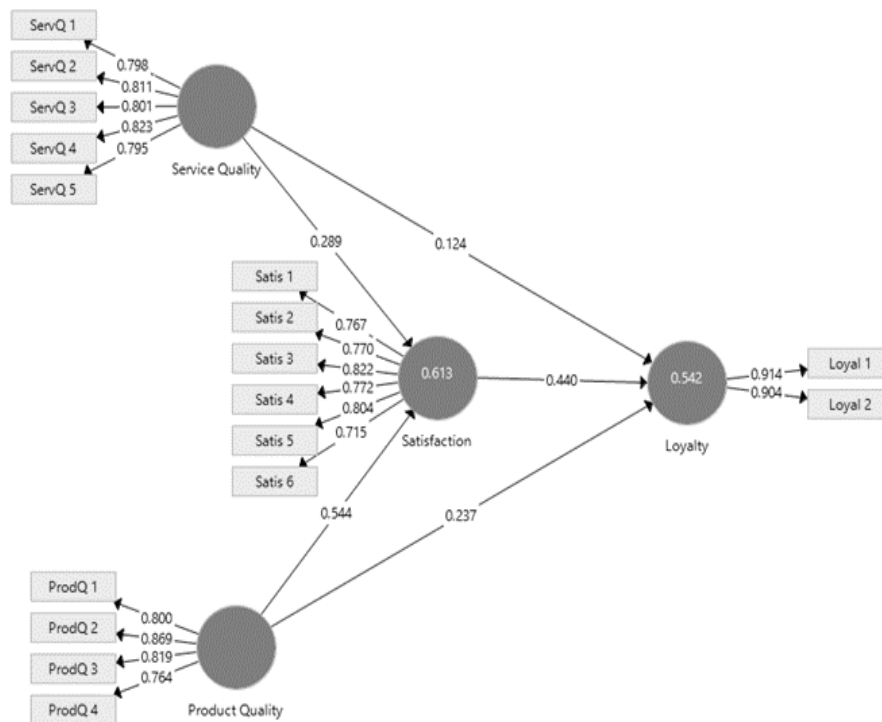 ServQ 1
ServQ 2
ServQ 3
ServQ 4
ServQ 5
0.798
0.811
0.801
0.823
0.795
Service Quality
0.289
0.124
Satis 1
Satis 2
Satis 3
Satis 4
Satis 5
Satis 6
0.767
0.770
0.822
0.772
0.804
0.715
0.613
Satisfaction
0.440
0.542
Loyalty
0.914
0.904
Loyal 1
Loyal 2
0.544
0.237
ProdQ 1
ProdQ 2
ProdQ 3
ProdQ 4
0.800
0.869
0.819
0.764
Product Quality